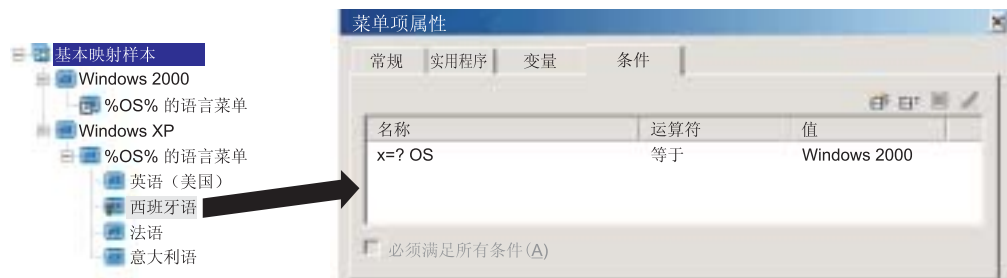 基本映射样本
Windows 2000
%OS% 的语言菜单
Windows XP
%OS% 的语言菜单
英语（美国）
西班牙语
法语
意大利语
菜单项属性
常规 实用程序 变量 条件
名称 运算符 值
x=? OS 等于 Windows 2000
必须满足所有条件(A)